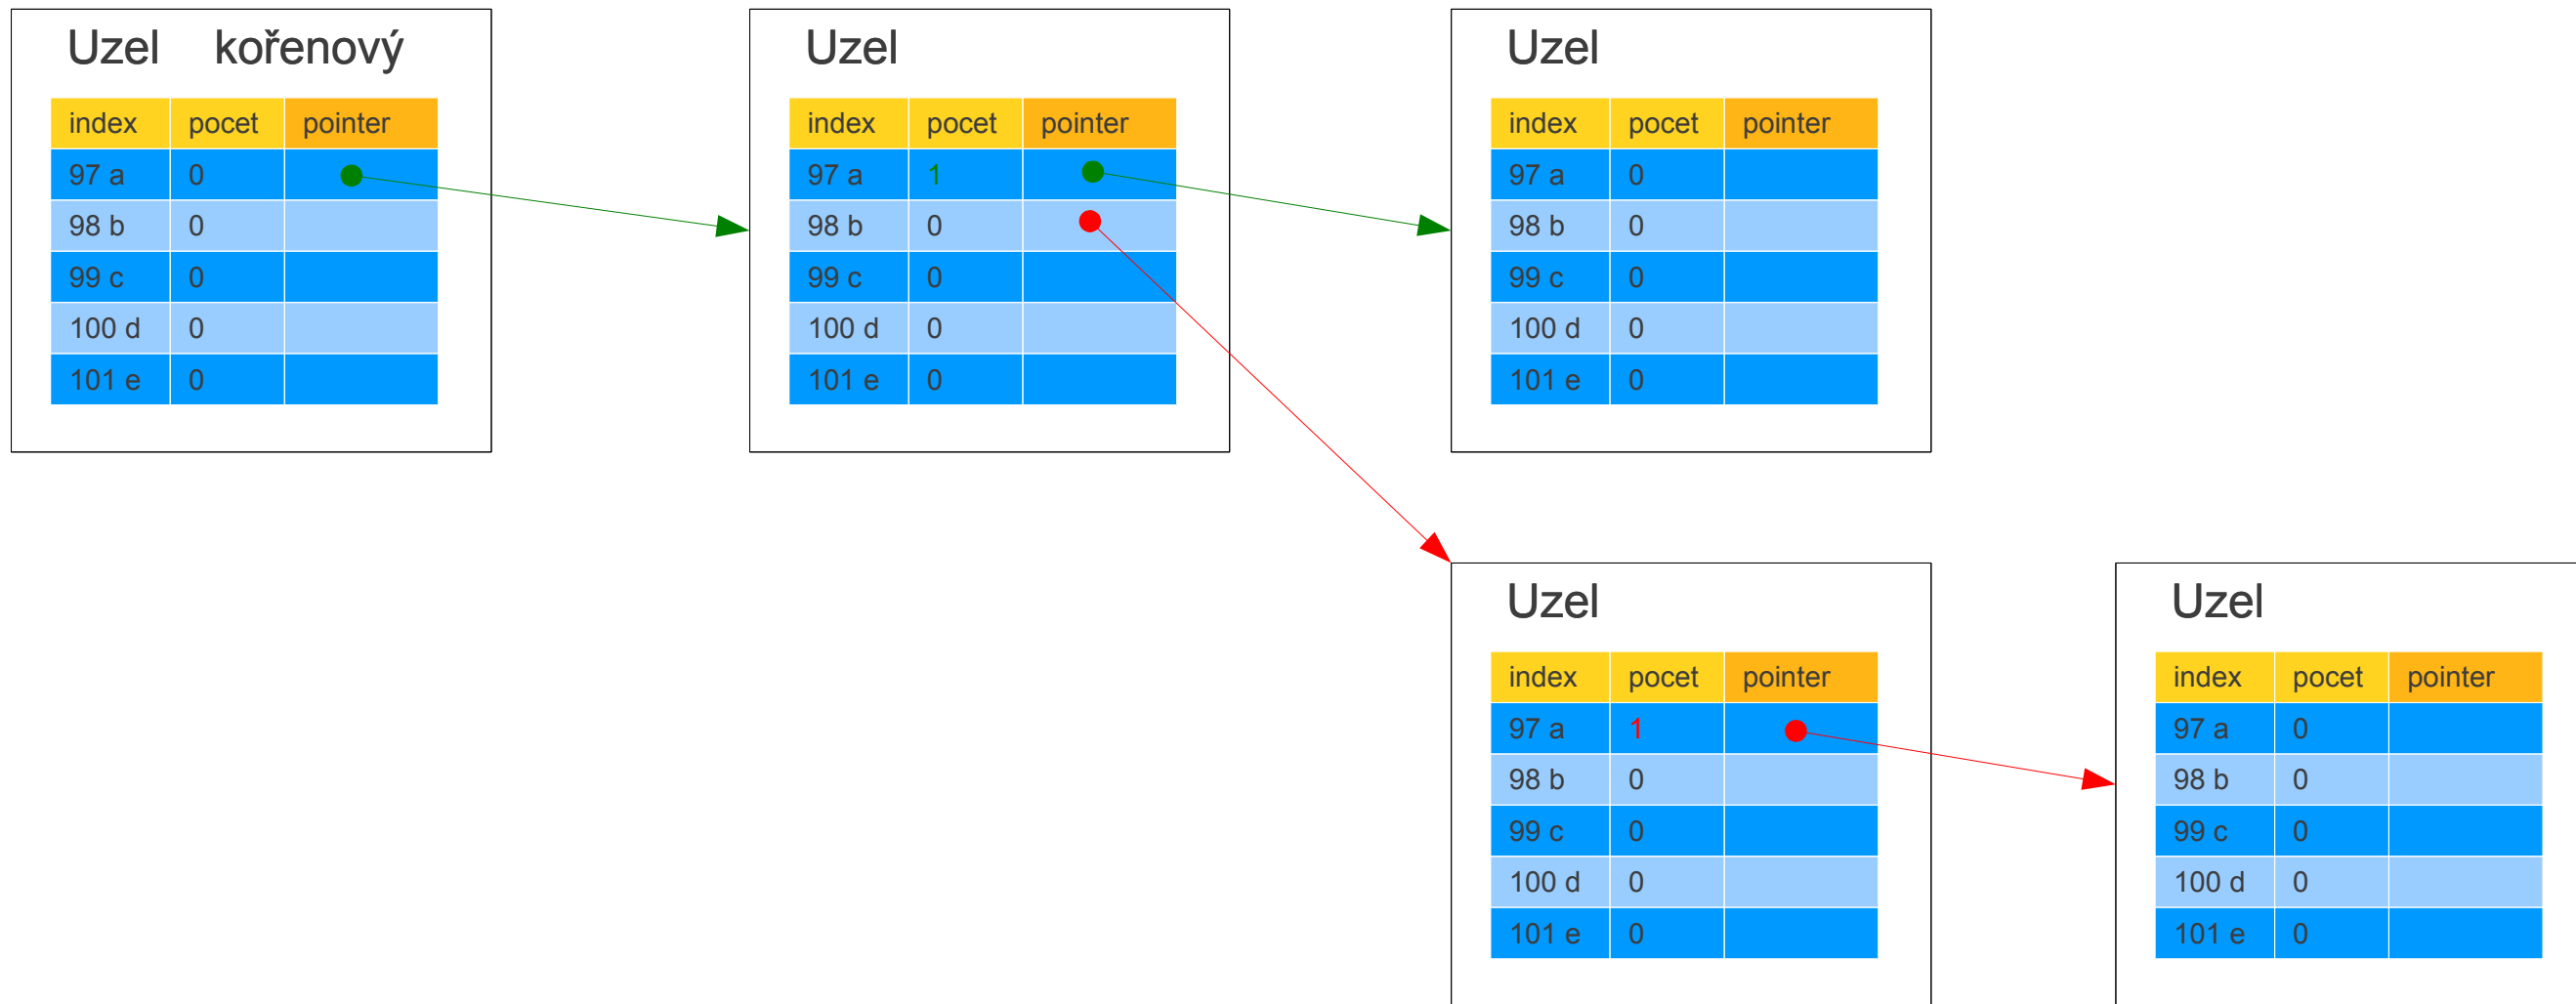 Uzel kořenový
index pocet pointer
97 a 0
98 b 0
99 c 0
100 d 0
101 e 0
Uzel
index pocet pointer
97 a 1
98 b 0
99 c 0
100 d 0
101 e 0
Uzel
index pocet pointer
97 a 0
98 b 0
99 c 0
100 d 0
101 e 0
Uzel
index pocet pointer
97 a 1
98 b 0
99 c 0
100 d 0
101 e 0
Uzel
index pocet pointer
97 a 0
98 b 0
99 c 0
100 d 0
101 e 0